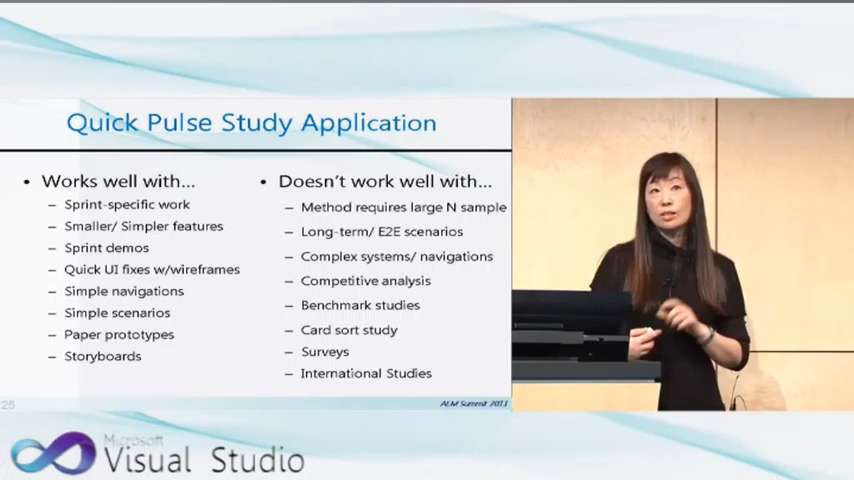 Quick Pulse Study Application
• Works well with...
– Sprint-specific work
– Smaller/ Simpler features
– Sprint demos
– Quick UI fixes w/wireframes
– Simple navigations
– Simple scenarios
– Paper prototypes
– Storyboards
• Doesn't work well with...
– Method requires large N sample
– Long-term/ E2E scenarios
– Complex systems/ navigations
– Competitive analysis
– Benchmark studies
– Card sort study
– Surveys
– International Studies
25
ALM Summit 2011
Microsoft
Visual Studio